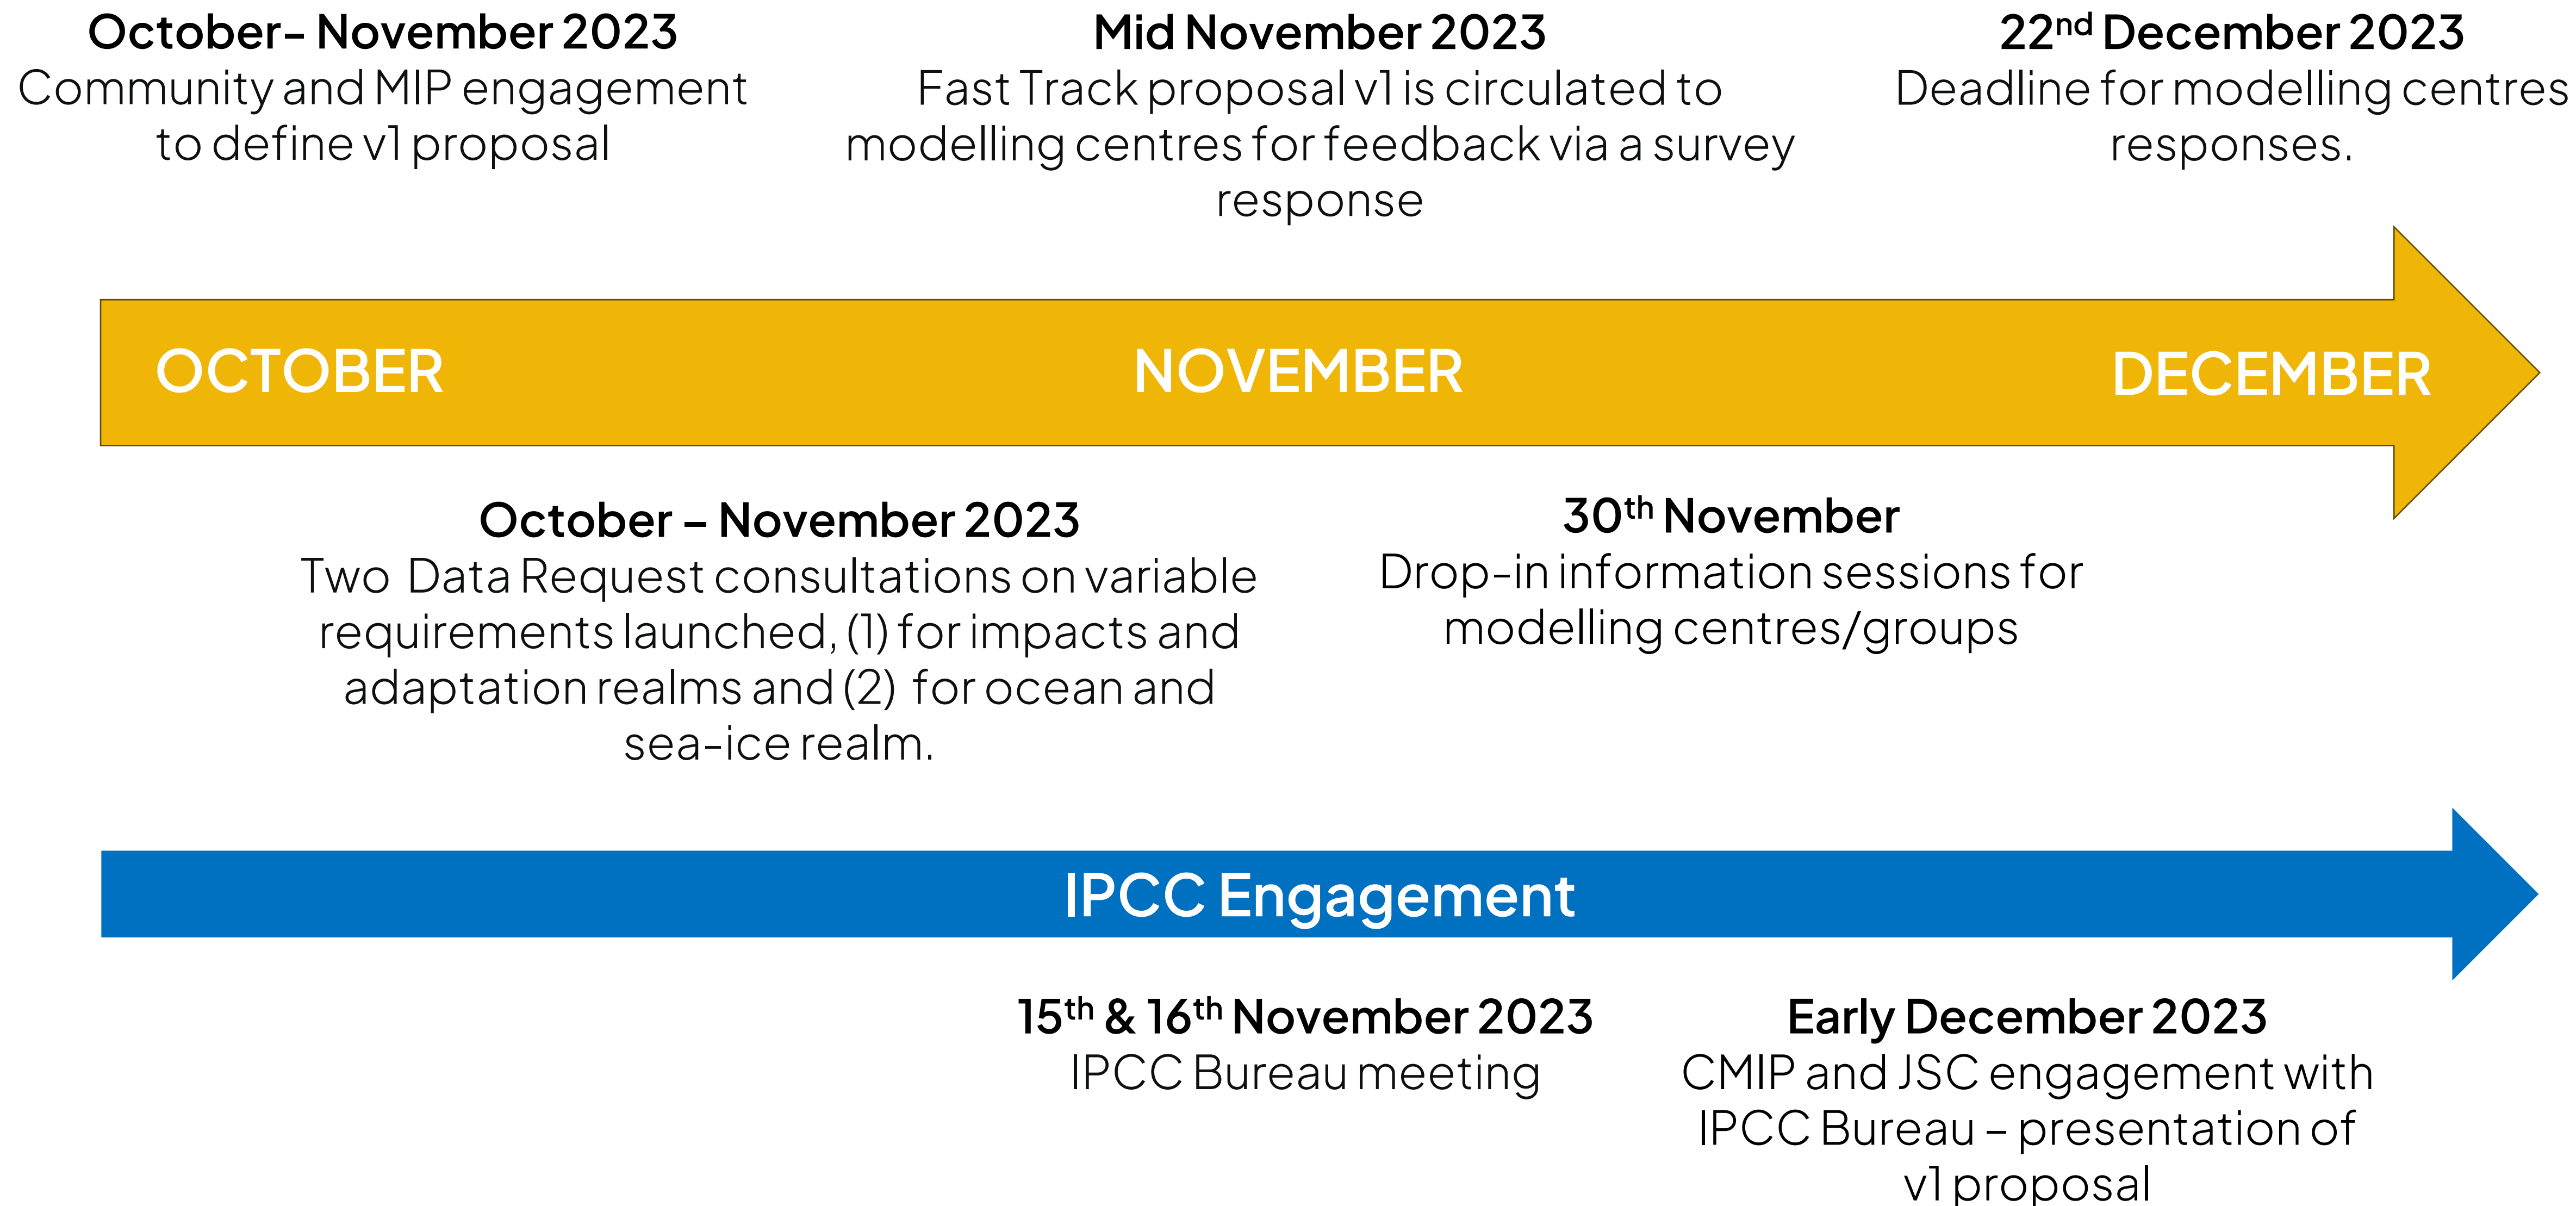 October– November 2023
Community and MIP engagement
to define v1 proposal
Mid November 2023
Fast Track proposal v1 is circulated to
modelling centres for feedback via a survey
response
22nd December 2023
Deadline for modelling centres
responses.
OCTOBER
NOVEMBER
DECEMBER
October – November 2023
Two Data Request consultations on variable
requirements launched, (1) for impacts and
adaptation realms and (2) for ocean and
sea-ice realm.
30th November
Drop-in information sessions for
modelling centres/groups
IPCC Engagement
15th & 16th November 2023
IPCC Bureau meeting
Early December 2023
CMIP and JSC engagement with
IPCC Bureau – presentation of
v1 proposal